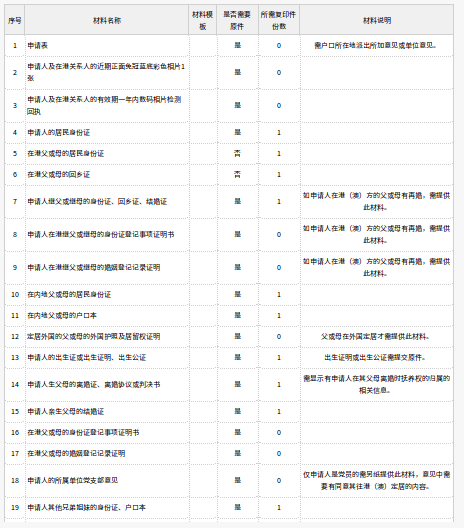 序号 材料名称 材料模板 是否需要原件 所需复印件份数 材料说明
1 申请表 是 0 需户口所在地派出所加意见或单位意见。
2 申请人及在港关系人的近期正面免冠蓝底彩色相片1张 是 0
3 申请人及在港关系人的有效期一年内数码相片检测回执 是 0
4 申请人的居民身份证 是 1
5 在港父或母的居民身份证 否 1
6 在港父或母的回乡证 否 1
7 申请人继父或继母的身份证、回乡证、结婚证 是 1 如申请人在港（澳）方的父或母有再婚，需提供此材料。
8 申请人在港继父或继母的身份证登记事项证明书 是 0 如申请人在港（澳）方的父或母有再婚，需提供此材料。
9 申请人在港继父或继母的婚姻登记记录证明 是 0 如申请人在港（澳）方的父或母有再婚，需提供此材料。
10 在内地父或母的居民身份证 是 1
11 在内地父或母的户口本 是 1
12 定居外国的父或母的外国护照及居留权证明 是 0 父或母在外国定居才需提供此材料。
13 申请人的出生证或出生证明、出生公证 是 1 出生证明或出生公证需提交原件。
14 申请人生父母的离婚证、离婚协议或判决书 是 1 需显示有申请人在其父母离婚时抚养权的归属的相关信息。
15 申请人亲生父母的结婚证 是 1
16 在港父或母的身份证登记事项证明书 是 0
17 在港父或母的婚姻登记记录证明 是 0
18 申请人的所属单位党支部意见 是 0 仅申请人是党员的需另纸提供此材料，意见中需要有同意其往港（澳）定居的内容。
19 申请人其他兄弟姐妹的身份证、户口本 是 1